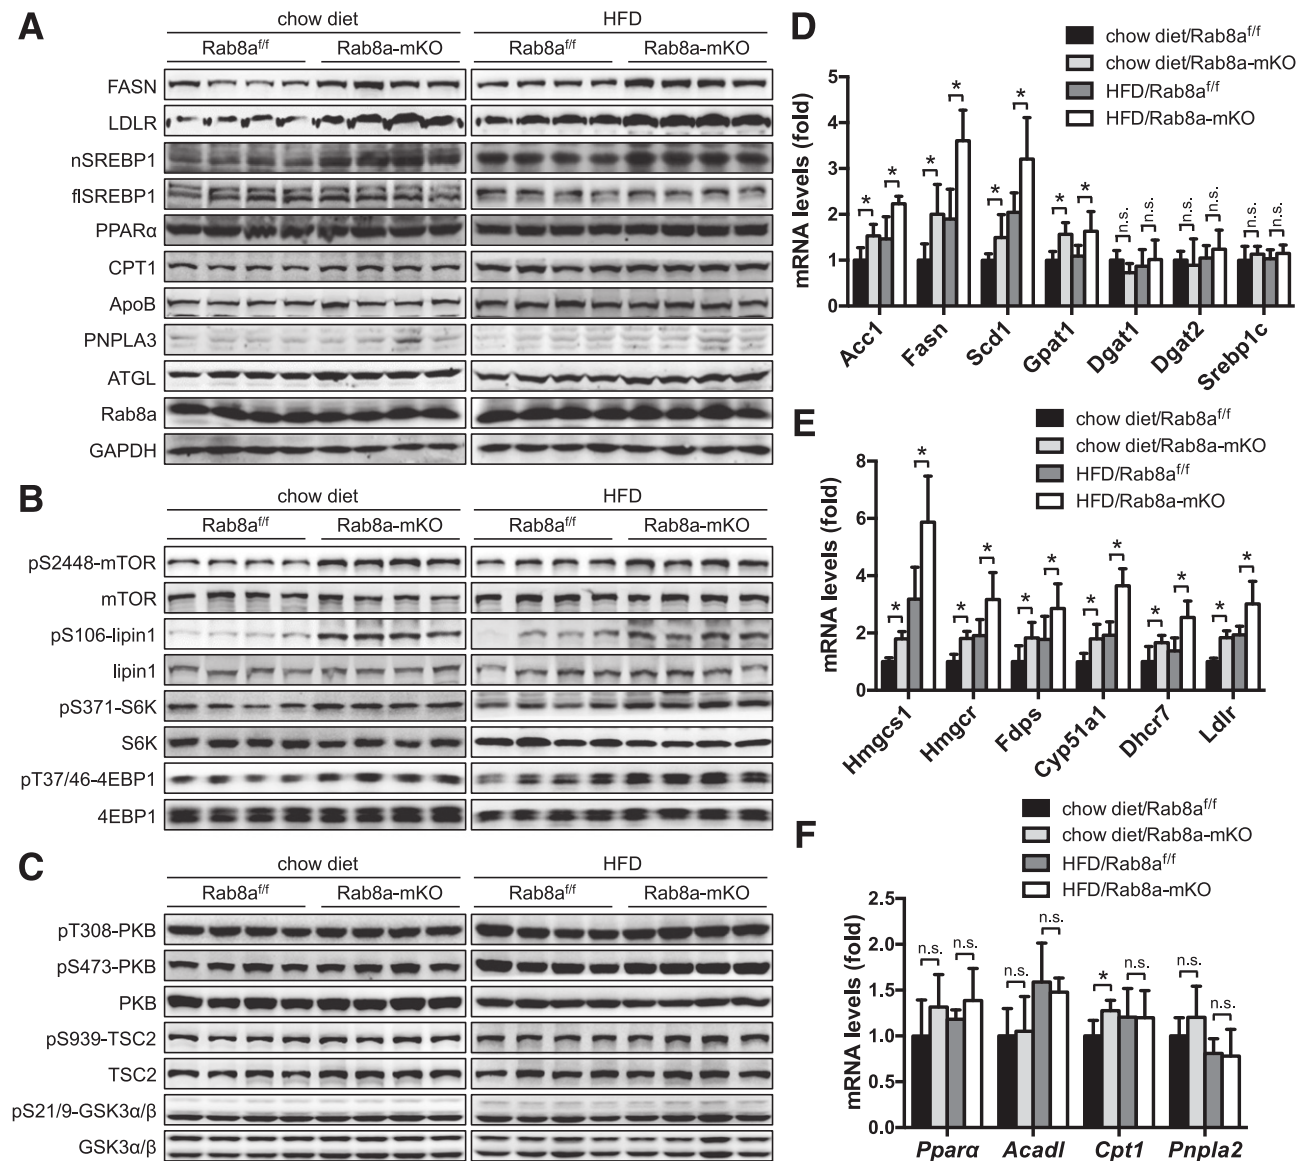 A
chow diet
HFD
Rab8a^f/f
Rab8a-mKO
Rab8a^f/f
Rab8a-mKO
FASN
LDLR
nSREBP1
flSREBP1
PPARα
CPT1
ApoB
PNPLA3
ATGL
Rab8a
GAPDH
B
chow diet
HFD
Rab8a^f/f
Rab8a-mKO
Rab8a^f/f
Rab8a-mKO
pS2448-mTOR
mTOR
pS106-lipin1
lipin1
pS371-S6K
S6K
pT37/46-4EBP1
4EBP1
C
chow diet
HFD
Rab8a^f/f
Rab8a-mKO
Rab8a^f/f
Rab8a-mKO
pT308-PKB
pS473-PKB
PKB
pS939-TSC2
TSC2
pS21/9-GSK3α/β
GSK3α/β
D
chow diet/Rab8a^f/f
chow diet/Rab8a-mKO
HFD/Rab8a^f/f
HFD/Rab8a-mKO
mRNA levels (fold)
5
4
3
2
1
0
* * * * * * * * n.s. n.s. n.s. n.s. n.s. n.s.
Acc1 Fasn Scd1 Gpat1 Dgat1 Dgat2 Srebp1c
E
chow diet/Rab8a^f/f
chow diet/Rab8a-mKO
HFD/Rab8a^f/f
HFD/Rab8a-mKO
mRNA levels (fold)
8
6
4
2
0
* * * * * * * * * * * *
Hmgcs1 Hmgcr Fdps Cyp51a1 Dhcr7 Ldlr
F
chow diet/Rab8a^f/f
chow diet/Rab8a-mKO
HFD/Rab8a^f/f
HFD/Rab8a-mKO
mRNA levels (fold)
2.5
2.0
1.5
1.0
0.5
0.0
n.s. n.s. n.s. n.s. * n.s. n.s. n.s.
Pparα Acadl Cpt1 Pnpla2